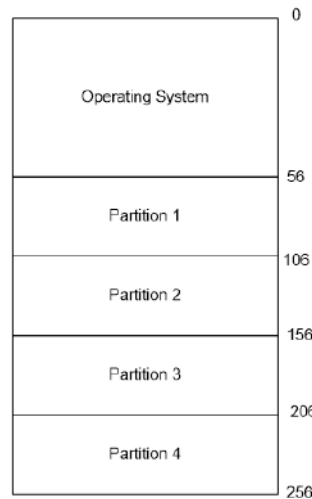 0
Operating System
56
Partition 1
106
Partition 2
156
Partition 3
206
Partition 4
256